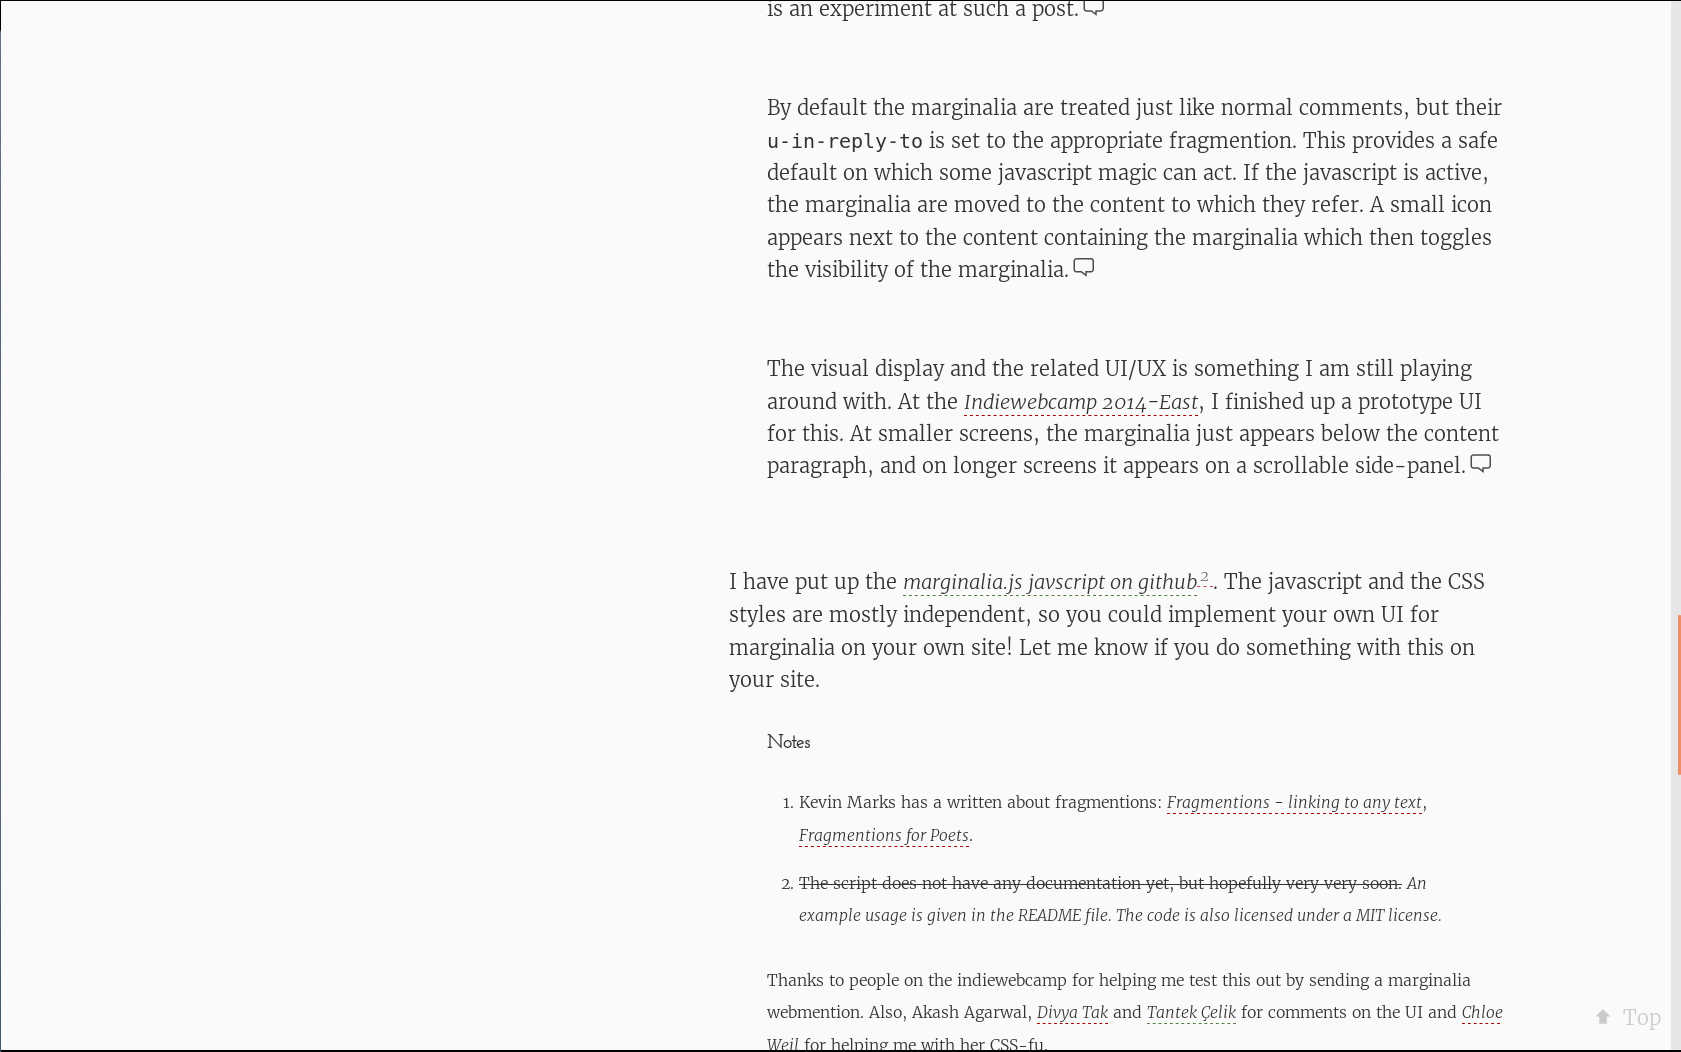 is an experiment at such a post.
By default the marginalia are treated just like normal comments, but their
u-in-reply-to is set to the appropriate fragmention. This provides a safe
default on which some javascript magic can act. If the javascript is active,
the marginalia are moved to the content to which they refer. A small icon
appears next to the content containing the marginalia which then toggles
the visibility of the marginalia.
The visual display and the related UI/UX is something I am still playing
around with. At the Indiewebcamp 2014-East, I finished up a prototype UI
for this. At smaller screens, the marginalia just appears below the content
paragraph, and on longer screens it appears on a scrollable side-panel.
I have put up the marginalia.js javscript on github 2 . The javascript and the CSS
styles are mostly independent, so you could implement your own UI for
marginalia on your own site! Let me know if you do something with this on
your site.
Notes
1. Kevin Marks has a written about fragmentions: Fragmentions - linking to any text,
Fragmentions for Poets.
2. The script does not have any documentation yet, but hopefully very very soon. An
example usage is given in the README file. The code is also licensed under a MIT license.
Thanks to people on the indiewebcamp for helping me test this out by sending a marginalia
webmention. Also, Akash Agarwal, Divya Tak and Tantek Çelik for comments on the UI and Chloe
Weil for helping me with her CSS-fu.
Top